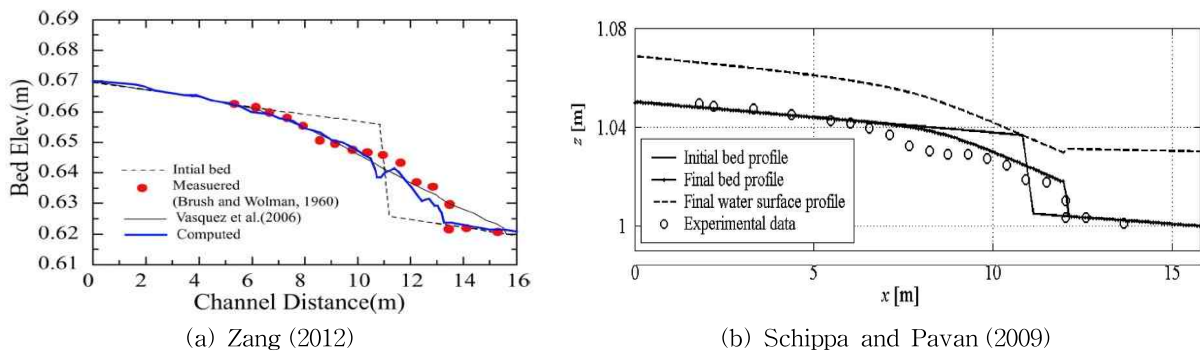 0.69
0.68
0.67
0.66
0.65
0.64
0.63
0.62
0.61
Bed Elev.(m)
Intial bed
Measuered
(Brush and Wolman, 1960)
Vasquez et al.(2006)
Computed
0 2 4 6 8 10 12 14 16
Channel Distance(m)
(a) Zang (2012)
1.08
1.04
1
z [m]
Initial bed profile
Final bed profile
Final water surface profile
Experimental data
0 5 10 15
x [m]
(b) Schippa and Pavan (2009)